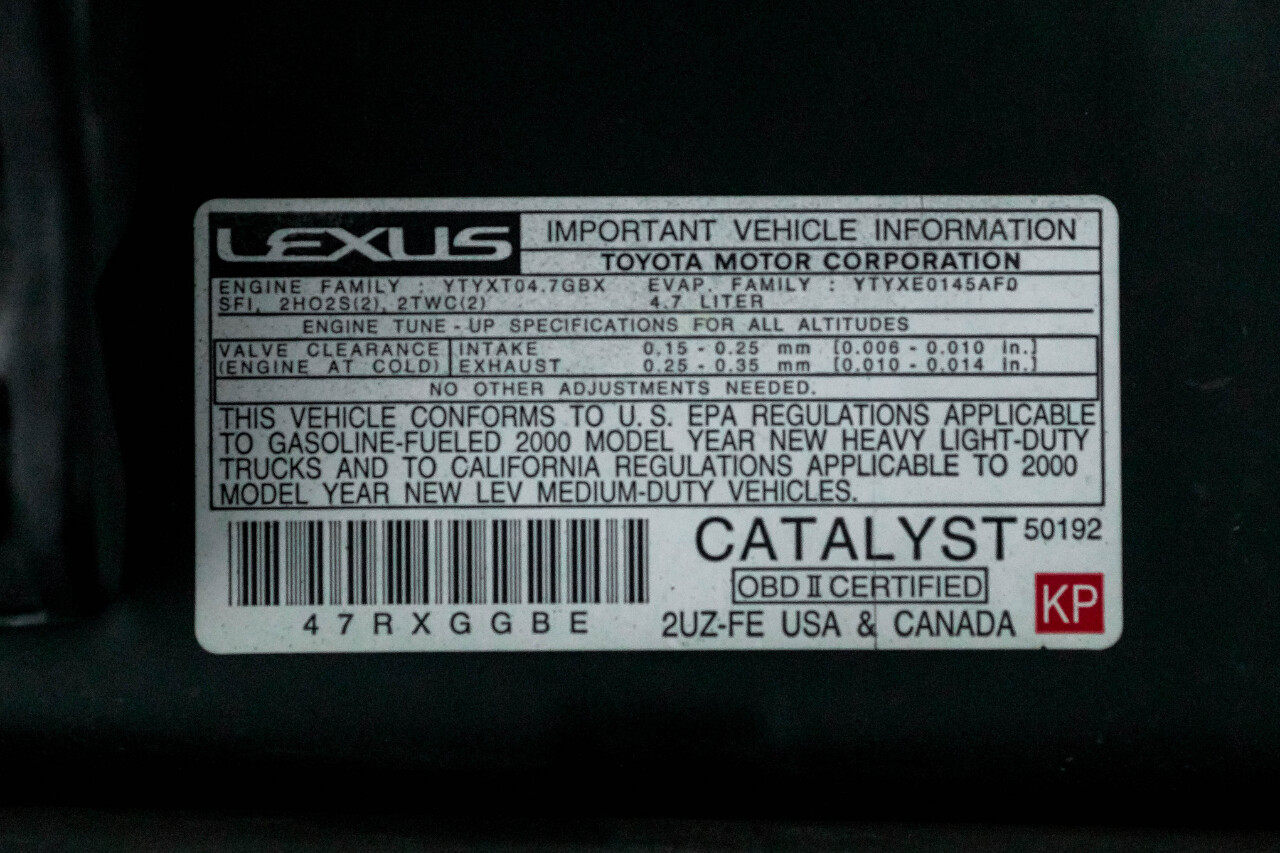 LEXUS
IMPORTANT VEHICLE INFORMATION
TOYOTA MOTOR CORPORATION
ENGINE FAMILY : YTYXT04.7GBX EVAP. FAMILY : YTYXE0145AF0
SFI, 2HO2S(2), 2TWC(2) 4.7 LITER
ENGINE TUNE - UP SPECIFICATIONS FOR ALL ALTITUDES
VALVE CLEARANCE INTAKE 0.15 - 0.25 mm [0.006 - 0.010 in.]
(ENGINE AT COLD) EXHAUST 0.25 - 0.35 mm [0.010 - 0.014 in.]
NO OTHER ADJUSTMENTS NEEDED.
THIS VEHICLE CONFORMS TO U.S. EPA REGULATIONS APPLICABLE
TO GASOLINE-FUELED 2000 MODEL YEAR NEW HEAVY LIGHT-DUTY
TRUCKS AND TO CALIFORNIA REGULATIONS APPLICABLE TO 2000
MODEL YEAR NEW LEV MEDIUM-DUTY VEHICLES.
CATALYST 50192
OBD II CERTIFIED
47RXGGBE
2UZ-FE USA & CANADA
KP